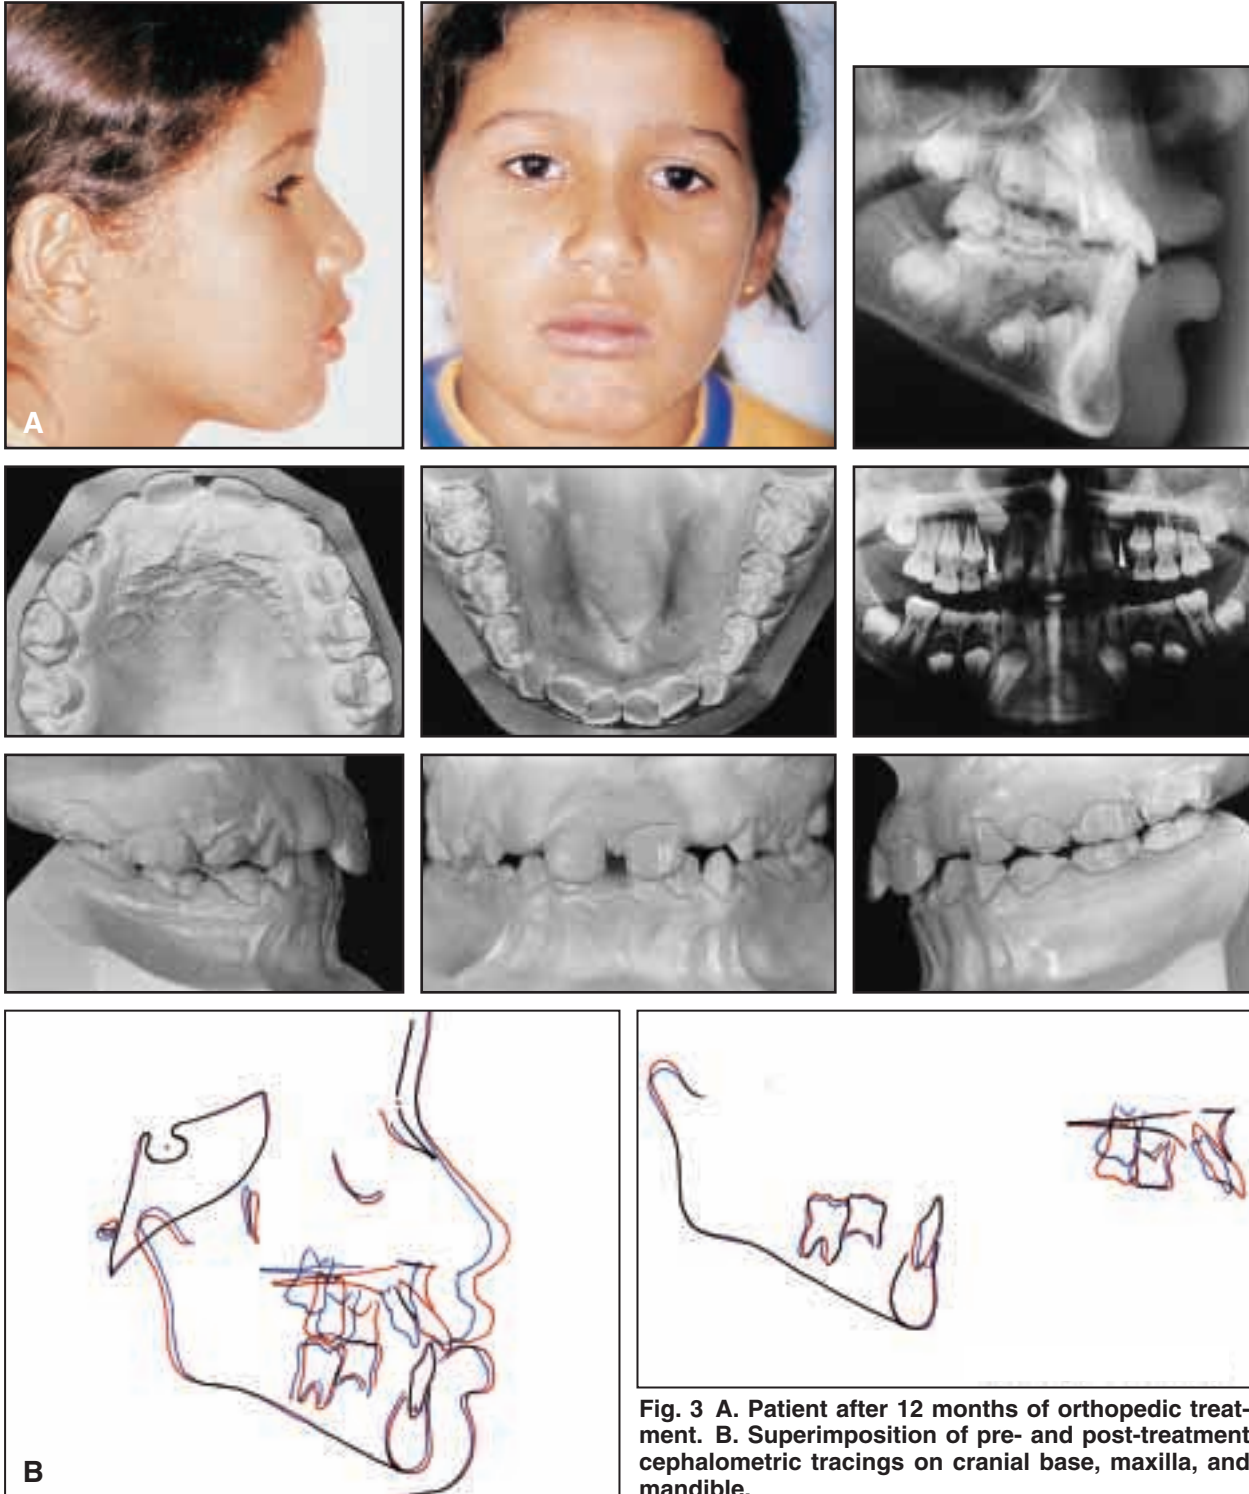 A
B
Fig. 3 A. Patient after 12 months of orthopedic treat-
ment. B. Superimposition of pre- and post-treatment
cephalometric tracings on cranial base, maxilla, and
mandible.